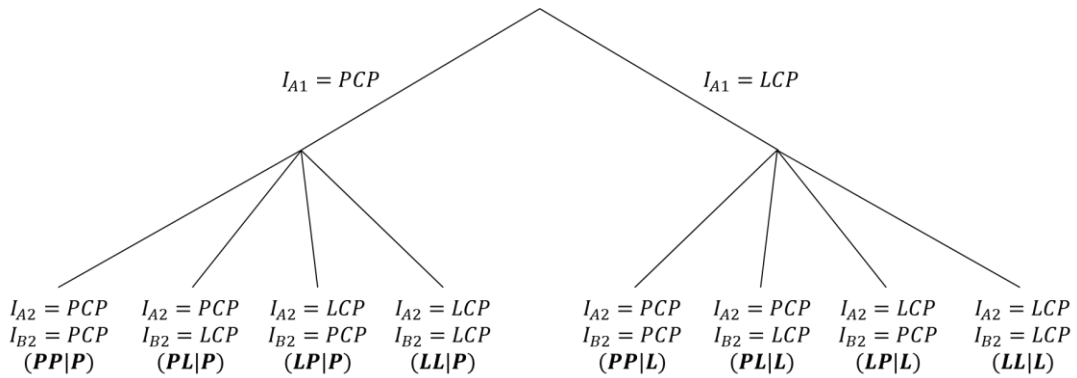 I_{A1} = PCP I_{A1} = LCP
I_{A2} = PCP I_{A2} = PCP I_{A2} = LCP I_{A2} = LCP I_{A2} = PCP I_{A2} = PCP I_{A2} = LCP I_{A2} = LCP
I_{B2} = PCP I_{B2} = LCP I_{B2} = PCP I_{B2} = LCP I_{B2} = PCP I_{B2} = LCP I_{B2} = PCP I_{B2} = LCP
(PP|P) (PL|P) (LP|P) (LL|P) (PP|L) (PL|L) (LP|L) (LL|L)